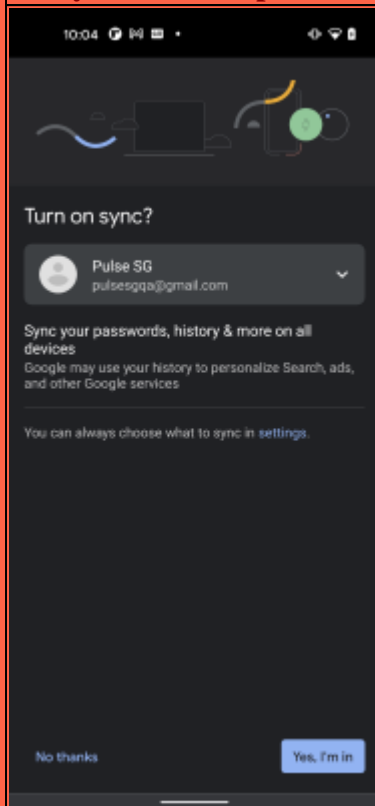 10:04
Turn on sync?
Pulse SG
pulsesgqa@gmail.com
Sync your passwords, history & more on all
devices
Google may use your history to personalize Search, ads,
and other Google services
You can always choose what to sync in settings.
No thanks
Yes, I'm in